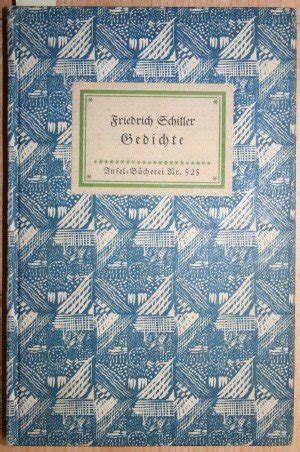 Friedrich Schiller
Gedichte
Insel-Bücherei Nr. 525